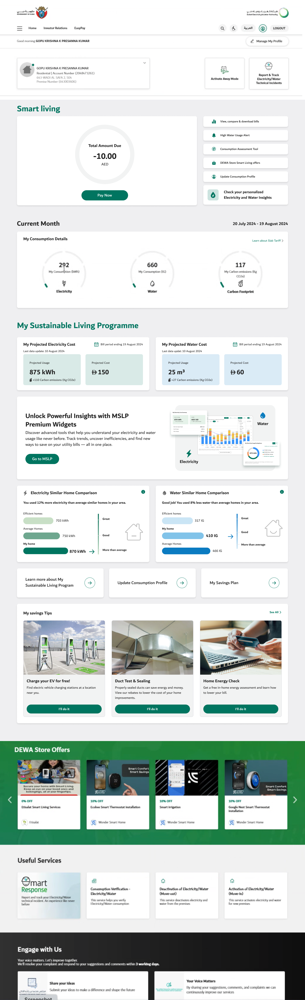 حكومة دبي
GOVERNMENT OF DUBAI
هيئة كهرباء ومياه دبي
Dubai Electricity & Water Authority
Home
Investor Relations
EasyPay
العربية
LOGOUT
Good morning GOPU KRISHNA K PRESANNA KUMAR
Manage My Profile
GOPU KRISHNA K PRESANNA KUMAR
Residential | Account Number (2048473261)
643-WADI AL SAFA 2, 504
Premise Number (643003606)
Activate Away Mode
Report & Track
Electricity/Water
Technical Incidents
Smart living
Total Amount Due
-10.00
AED
Pay Now
View, compare & download bills
High Water Usage Alert
Consumption Assessment Tool
DEWA Store Smart Living offers
Update Consumption Profile
Check your personalized
Electricity and Water Insights
Current Month
20 July 2024 - 19 August 2024
My Consumption Details
Learn about Slab Tariff
292
My Consumption (kWh)
Electricity
660
My Consumption (IG)
Water
117
My Carbon emissions (Kg
CO2e)
Carbon Footprint
My Sustainable Living Programme
My Projected Electricity Cost
Bill period ending 19 August 2024
Last data update: 10 August 2024
Projected Usage
875 kWh
=110 Carbon emissions (Kg CO2e)
Projected Cost
150
My Projected Water Cost
Bill period ending 19 August 2024
Last data updat: 10 August 2024
Projected Usage
25 m³
=27 Carbon emissions (Kg CO2e)
Projected Cost
60
Unlock Powerful Insights with MSLP
Premium Widgets
Discover advanced tools that help you understand your electricity and water
usage like never before. Track trends, uncover inefficiencies, and find new
ways to save on your utility bills — all in one place.
Go to MSLP
870 kWh
AED 160
Water
Electricity
870 kWh
Electricity Similar Home Comparison
You used 12% more electricity than average similar homes in your area.
Efficient homes
703 kWh
Average Homes
750 kWh
My home
870 kWh
Great
Good
More than average
Water Similar Home Comparison
Good job! You used 8% less water than average homes in your area.
Efficient homes
317 IG
My home
410 IG
Average Homes
466 IG
Great
Good
More than average
Learn more about My
Sustainable Living Program
Update Consumption Profile
My Savings Plan
My savings Tips
See All
Charge your EV for free!
Find electric vehicle charging stations at a location
near you.
I'll do it
Duct Test & Sealing
Properly sealed ducts can save energy and money.
View our rebates to lower the cost of your home
improvements.
I'll do it
Home Energy Check
Get a free in-home energy assessment and learn how
to lower your bill.
I'll do it
DEWA Store Offers
Secure your home with Smart Living.
Keep an eye on your loved ones and
belongings, all at your fingertips.
0% OFF
Etisalat Smart Living Services
Etisalat
Smart Comfort
Smart Savings
10% OFF
Ecobee Smart Thermostat installation
Wonder Smart Home
10% OFF
Smart irrigation
Wonder Smart Home
Smart Comfort
Smart Savings
10% OFF
Google Nest Smart Thermostat
installation
Wonder Smart Home
Useful Services
Smart
Response
Report and track your Electricity/Water
technical incident. An experience like never
before
Consumption Verification -
Electricity/Water
This service helps you verify
Electricity/Water consumption
Deactivation of Electricity/Water
(Move-out)
This service deactivates electricity and
water from the premises
Activation of Electricity/Water
(Move-In)
This service activates electricity and water
for new premises
Engage with Us
Your voice matters. Let's improve together.
We'll resolve your complaint and respond to your suggestions and comments within 3 working days.
Share your Ideas
Submit your ideas to make a difference and shape the future
Your Voice Matters
By sharing your suggestions, comments, and complaints we can
continuously improve our services
Screenshot